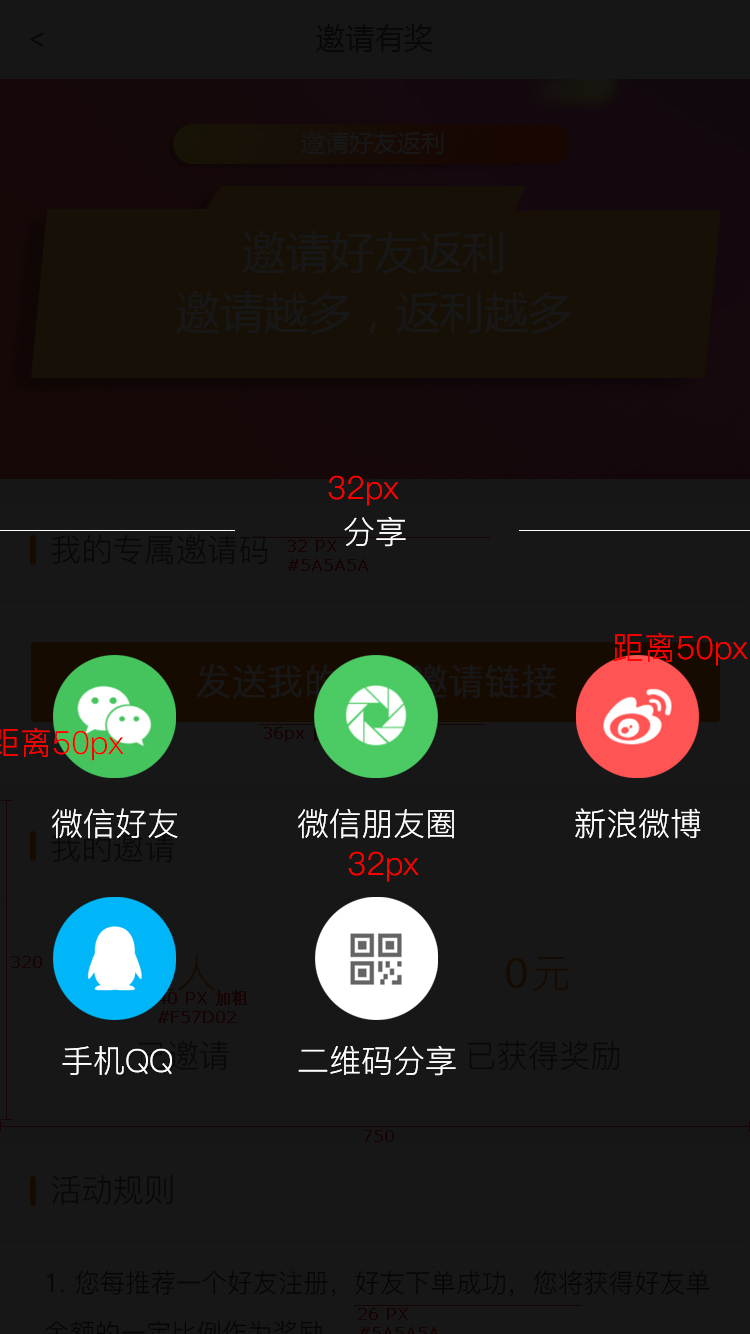 <
邀请有奖
邀请好友返利
邀请好友返利
邀请越多，返利越多
32px
分享
我的专属邀请码
32 PX
#5A5A5A
距离50px
发送我的 邀请链接
36px
距离50px
微信好友
微信朋友圈
新浪微博
我的邀请
32px
320
人
0元
40 PX 加粗
#F57D02
手机QQ
二维码分享
邀请
已获得奖励
750
活动规则
1. 您每推荐一个好友注册，好友下单成功，您将获得好友单
金额的一定比例作为奖励
26 PX
#5A5A5A